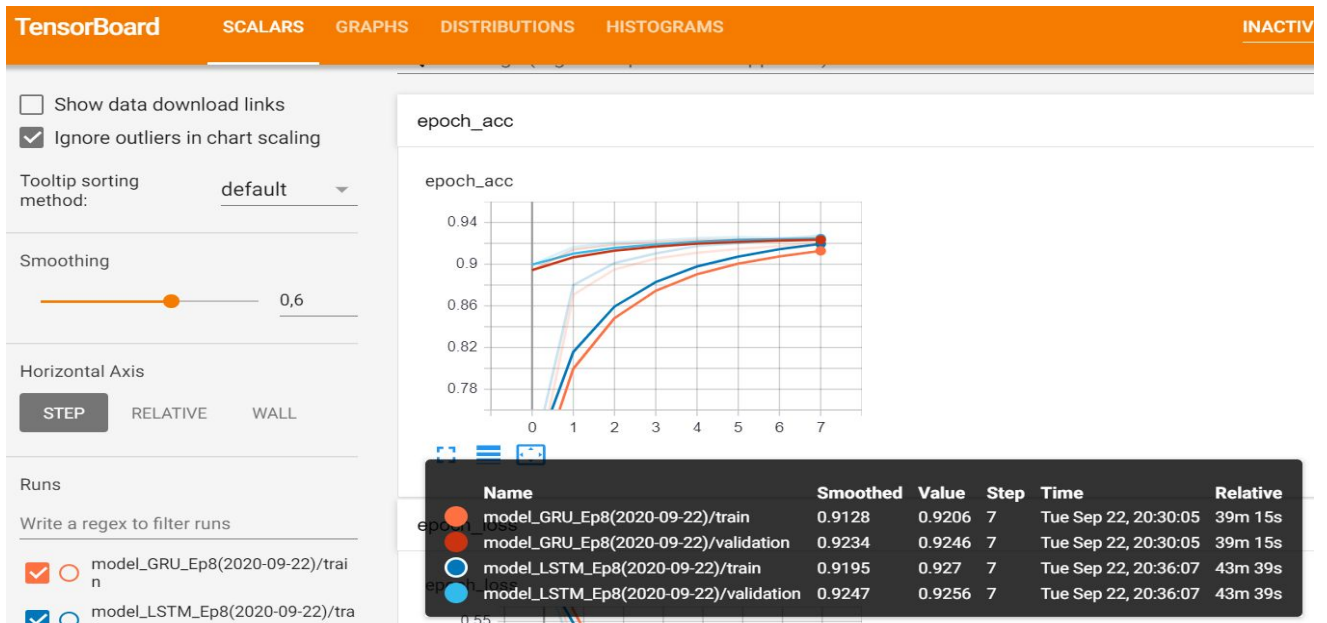 TensorBoard SCALARS GRAPHS DISTRIBUTIONS HISTOGRAMS INACTIV
Show data download links
Ignore outliers in chart scaling
Tooltip sorting method: default
Smoothing
0,6
Horizontal Axis
STEP RELATIVE WALL
Runs
Write a regex to filter runs
model_GRU_Ep8(2020-09-22)/trai
n
model_LSTM_Ep8(2020-09-22)/tra
epoch_acc
epoch_acc
0.94
0.9
0.86
0.82
0.78
0 1 2 3 4 5 6 7
epoch_loss
epoch_loss
0.55
Name Smoothed Value Step Time Relative
model_GRU_Ep8(2020-09-22)/train 0.9128 0.9206 7 Tue Sep 22, 20:30:05 39m 15s
model_GRU_Ep8(2020-09-22)/validation 0.9234 0.9246 7 Tue Sep 22, 20:30:05 39m 15s
model_LSTM_Ep8(2020-09-22)/train 0.9195 0.927 7 Tue Sep 22, 20:36:07 43m 39s
model_LSTM_Ep8(2020-09-22)/validation 0.9247 0.9256 7 Tue Sep 22, 20:36:07 43m 39s